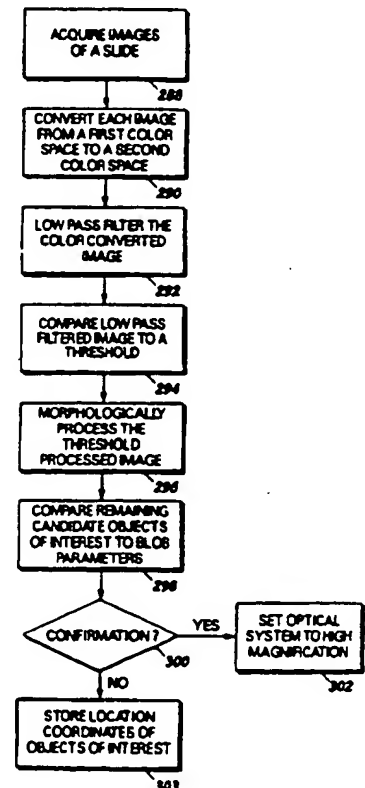 ACQUIRE IMAGES
OF A SLIDE
288
CONVERT EACH IMAGE
FROM A FIRST COLOR
SPACE TO A SECOND
COLOR SPACE
290
LOW PASS FILTER THE
COLOR CONVERTED
IMAGE
292
COMPARE LOW PASS
FILTERED IMAGE TO A
THRESHOLD
294
MORPHOLOGICALLY
PROCESS THE
THRESHOLD
PROCESSED IMAGE
296
COMPARE REMAINING
CANDIDATE OBJECTS
OF INTEREST TO BLOB
PARAMETERS
298
CONFIRMATION ?
300
YES
SET OPTICAL
SYSTEM TO HIGH
MAGNIFICATION
302
NO
STORE LOCATION
COORDINATES OF
OBJECTS OF INTEREST
303